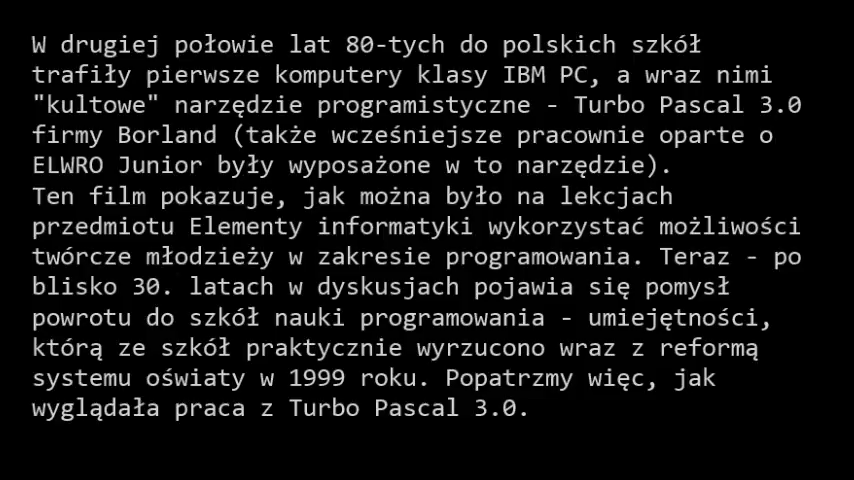 W drugiej połowie lat 80-tych do polskich szkół
trafiły pierwsze komputery klasy IBM PC, a wraz nimi
"kultowe" narzędzie programistyczne - Turbo Pascal 3.0
firmy Borland (także wcześniejsze pracownie oparte o
ELWRO Junior były wyposażone w to narzędzie).
Ten film pokazuje, jak można było na lekcjach
przedmiotu Elementy informatyki wykorzystać możliwości
twórcze młodzieży w zakresie programowania. Teraz - po
blisko 30. latach w dyskusjach pojawia się pomysł
powrotu do szkół nauki programowania - umiejętności,
którą ze szkół praktycznie wyrzucono wraz z reformą
systemu oświaty w 1999 roku. Popatrzmy więc, jak
wyglądała praca z Turbo Pascal 3.0.